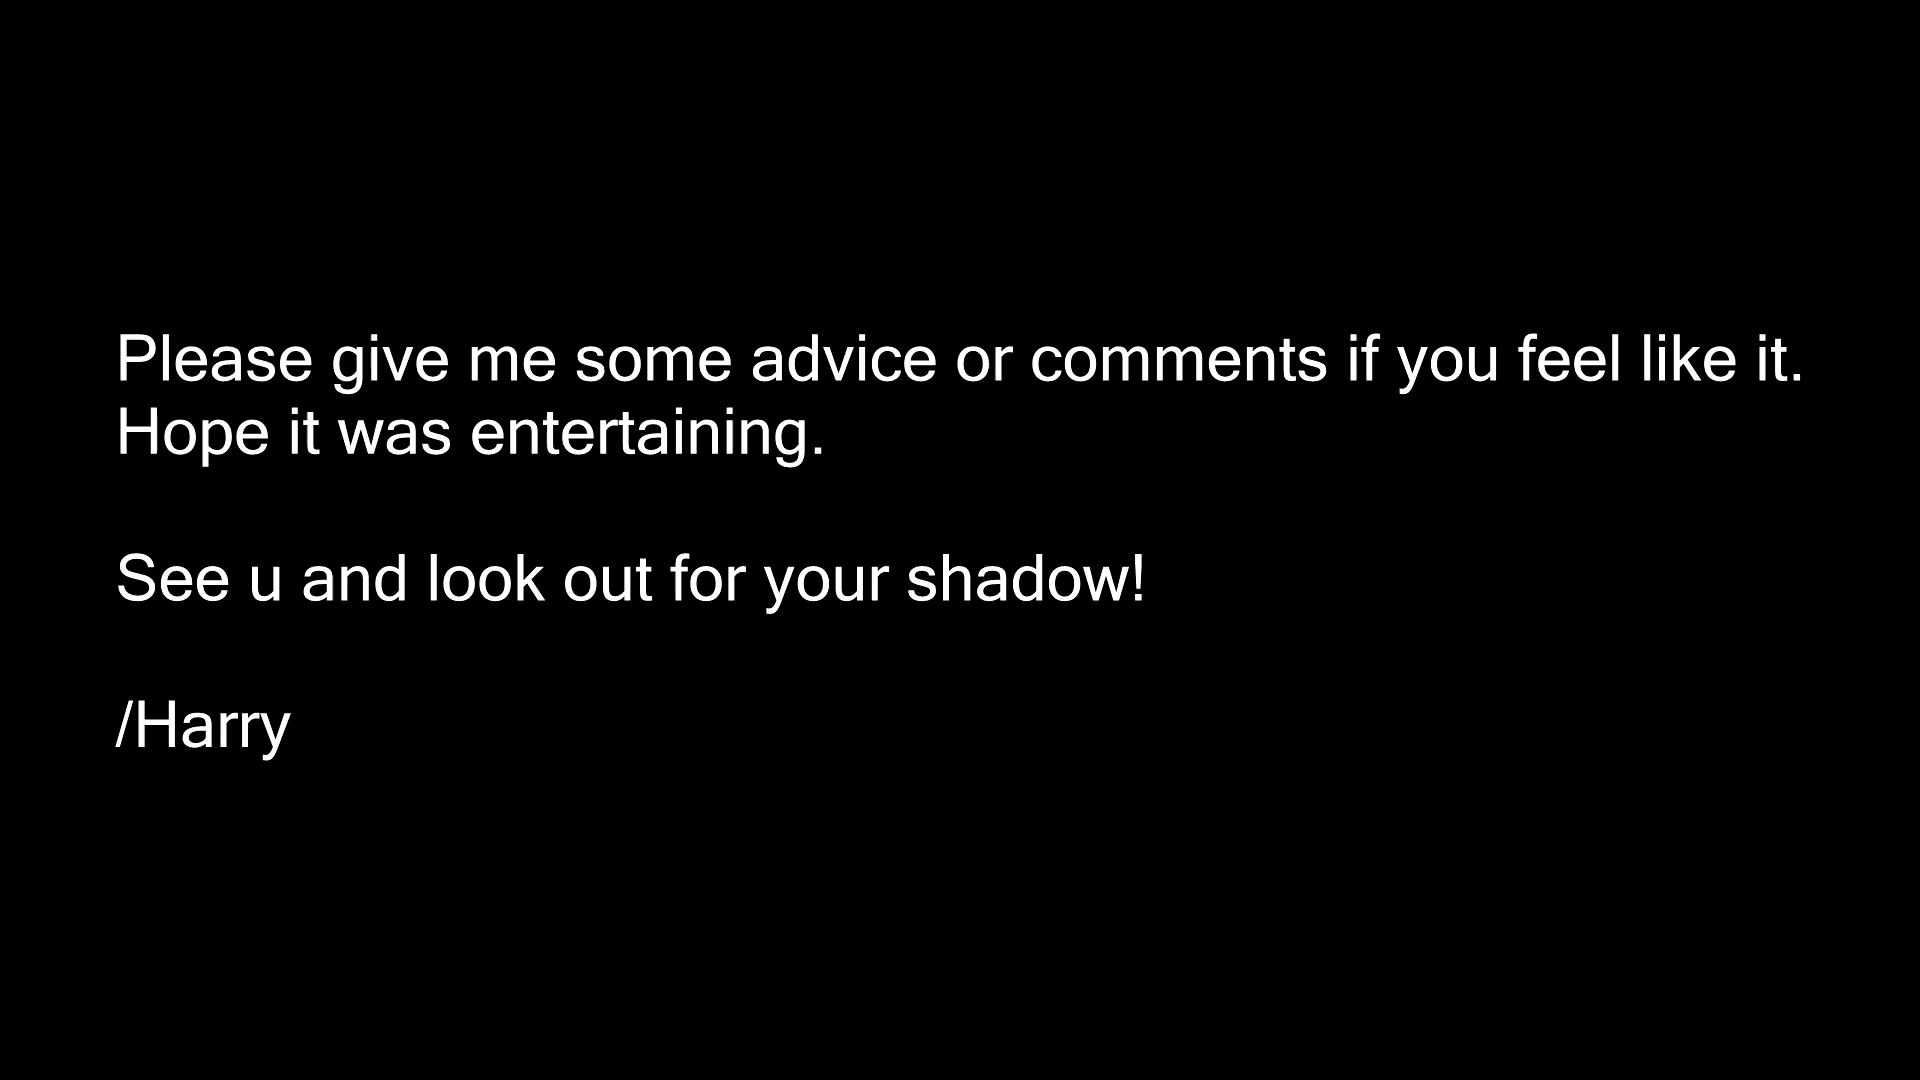 Please give me some advice or comments if you feel like it.
Hope it was entertaining.
See u and look out for your shadow!
/Harry